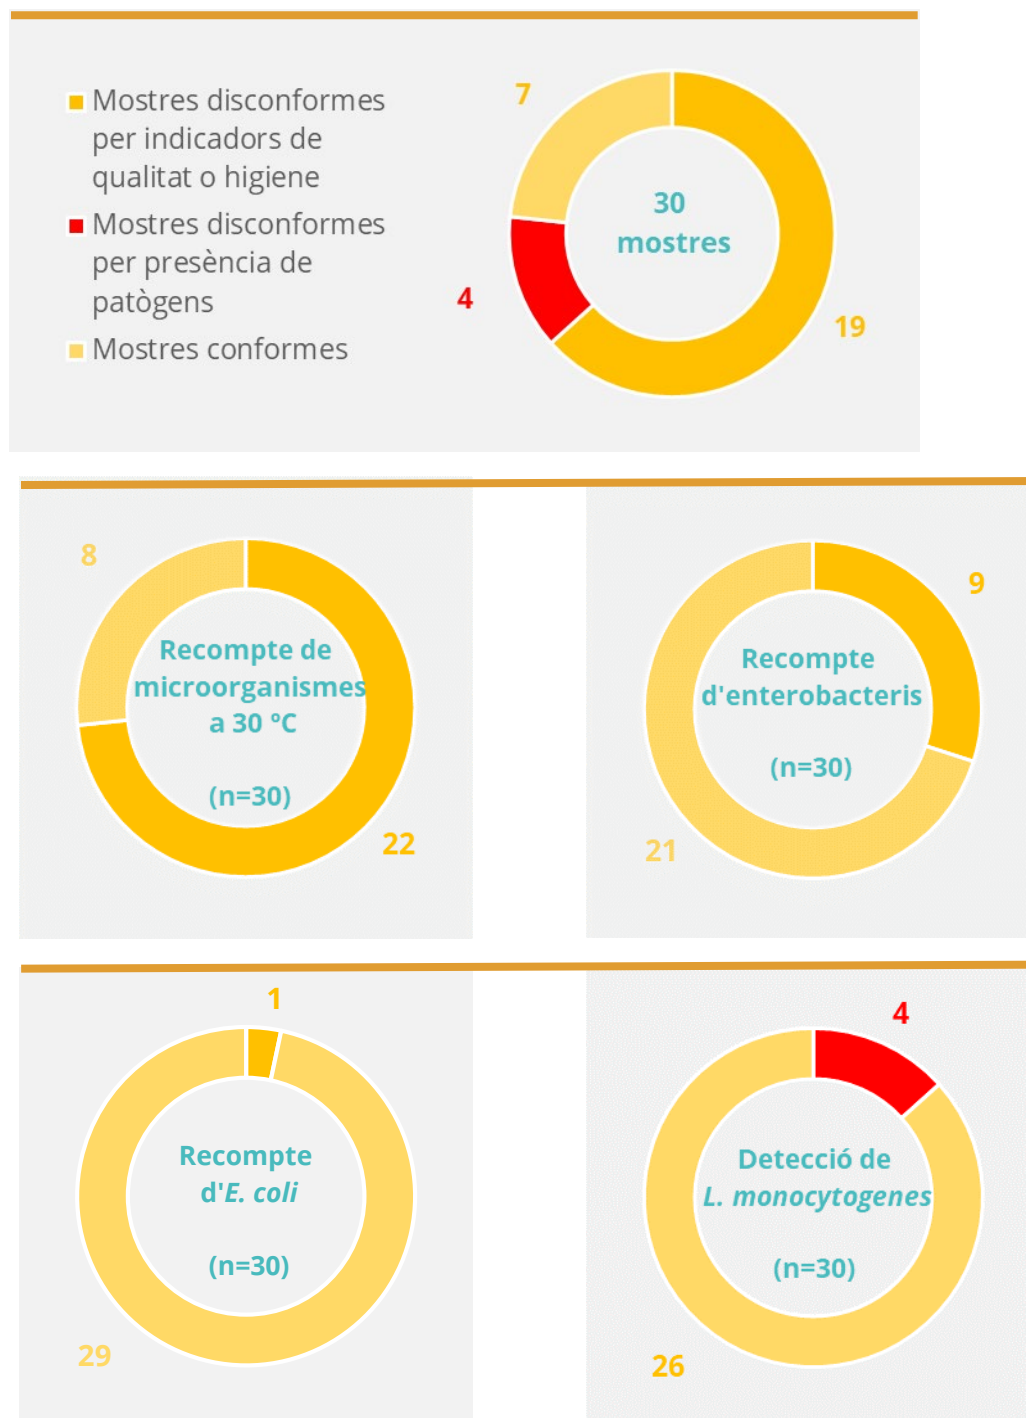 Mostres disconformes
per indicadors de
qualitat o higiene
Mostres disconformes
per presència de
patògens
Mostres conformes
7
30
mostres
4
19
8
Recompte de
microorganismes
a 30 ºC
(n=30)
22
9
Recompte
d'enterobacteris
(n=30)
21
1
Recompte
d'E. coli
(n=30)
29
4
Detecció de
L. monocytogenes
(n=30)
26